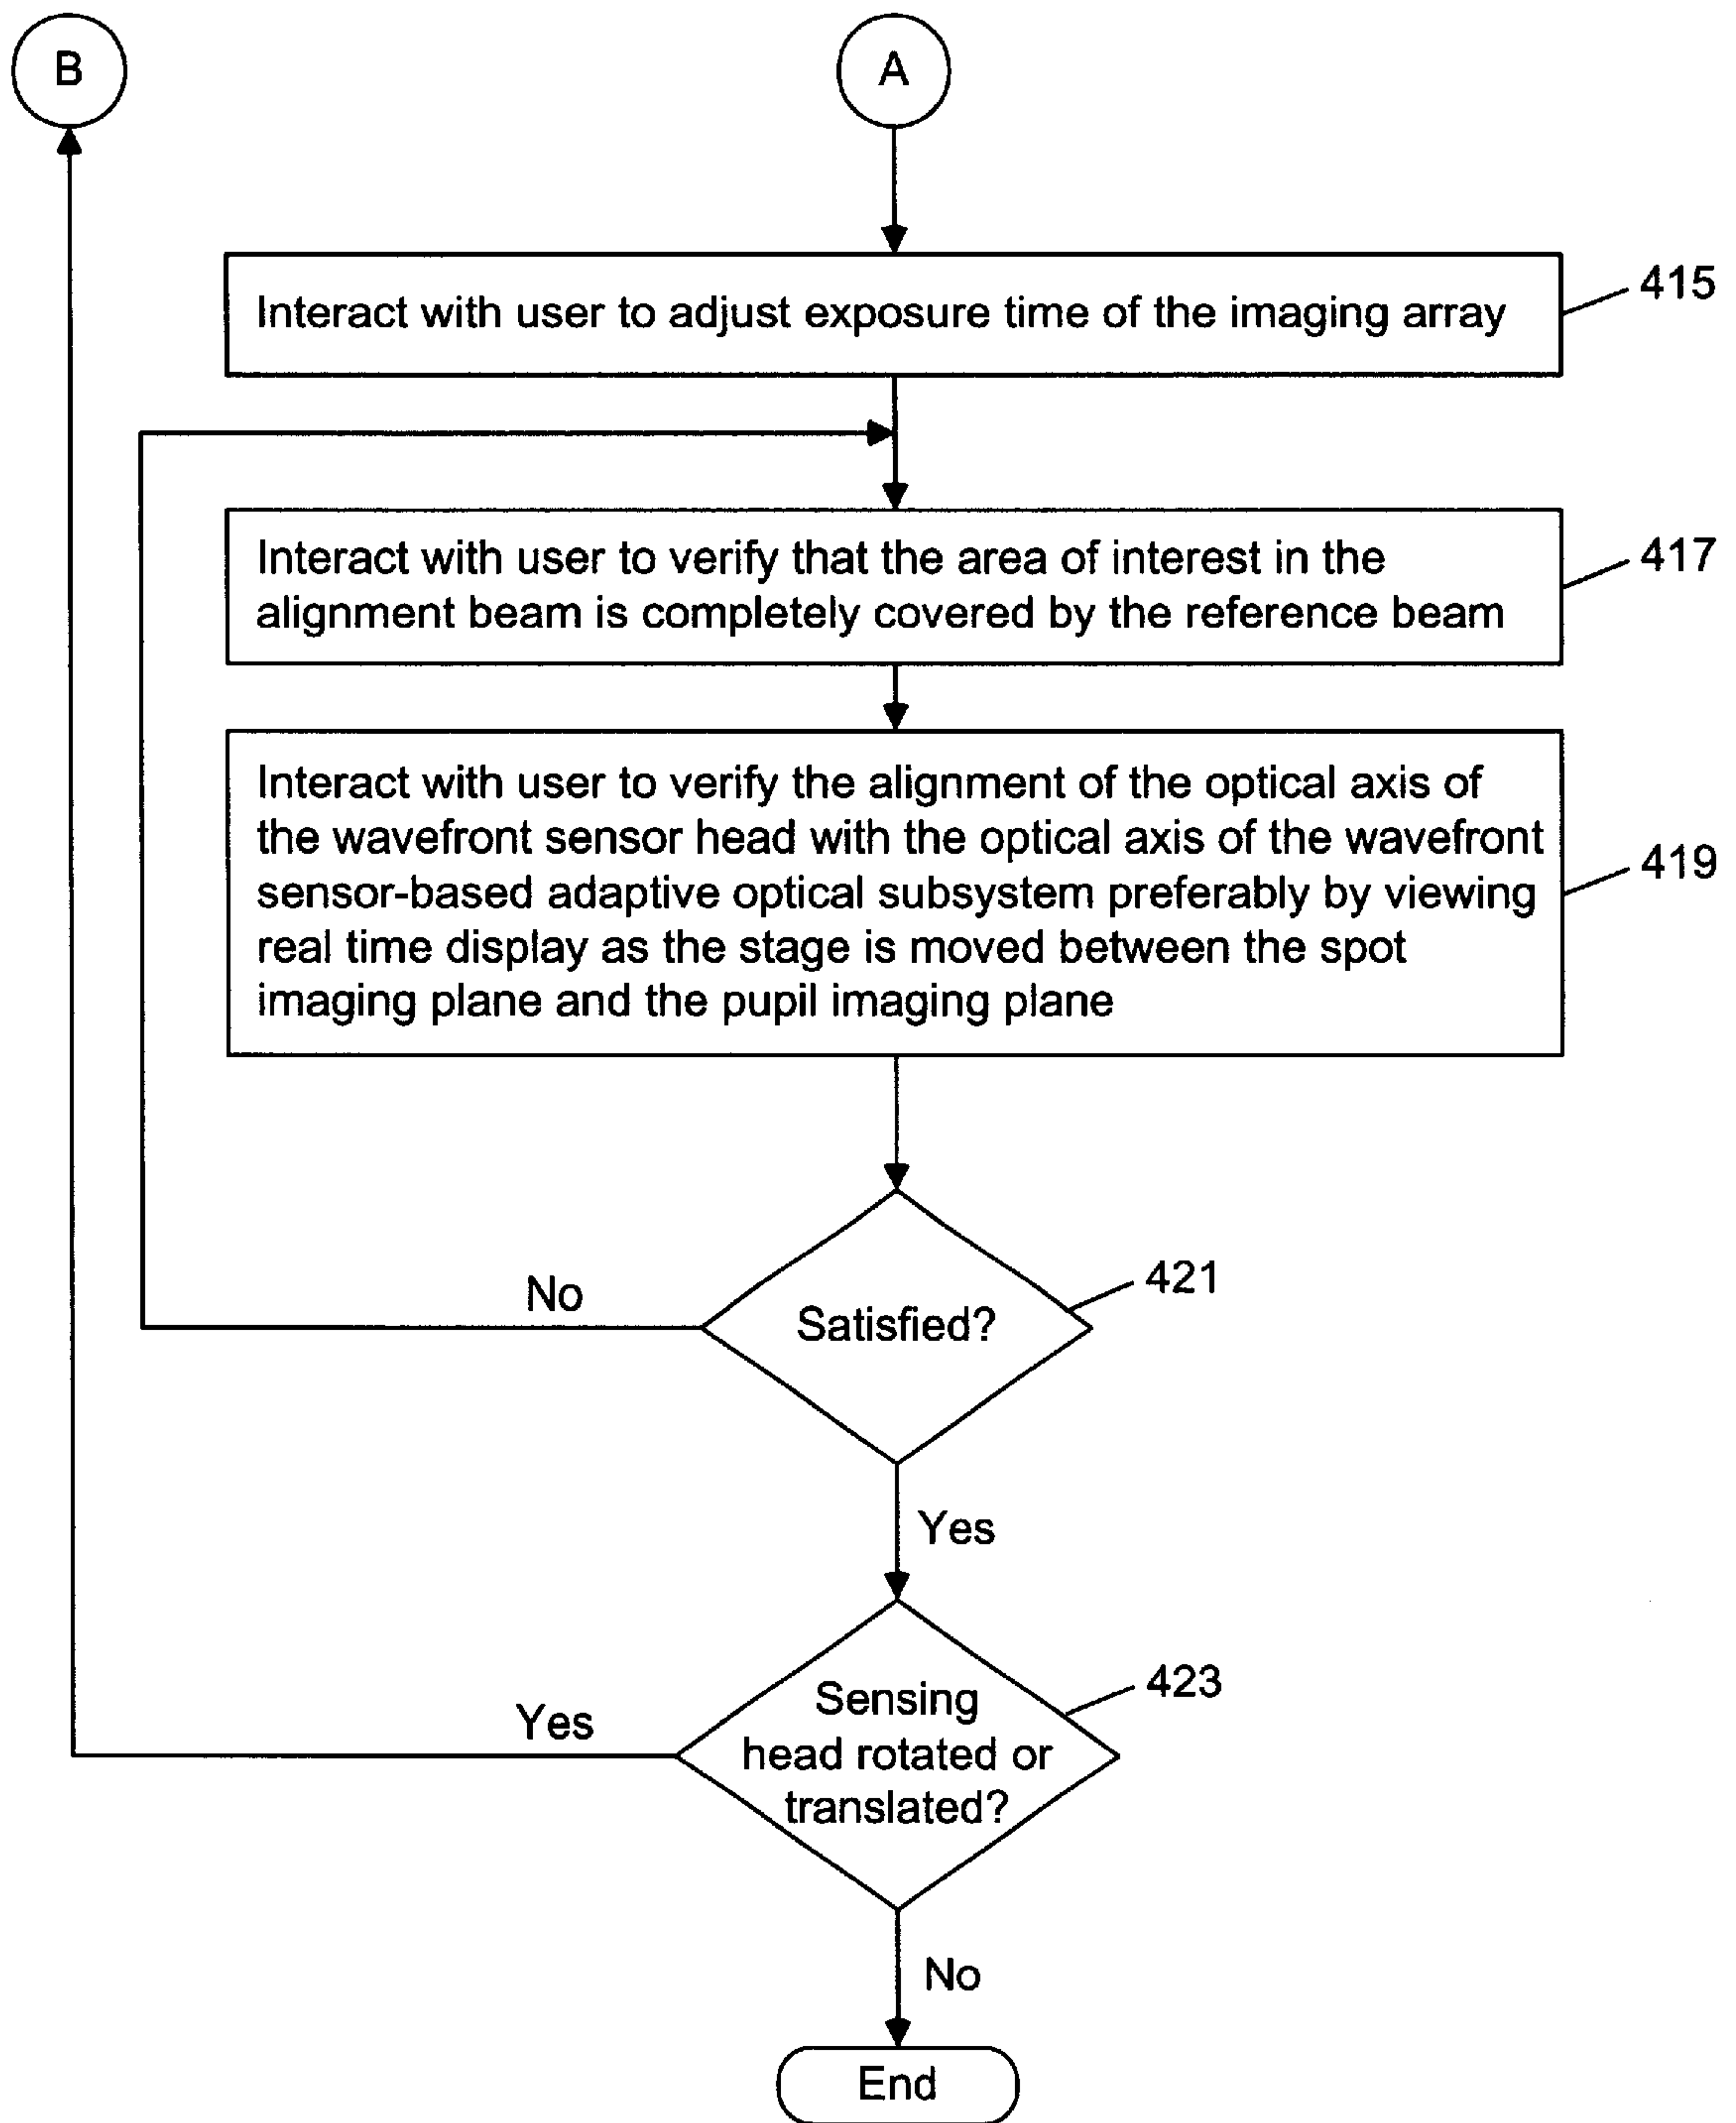 B
A
Interact with user to adjust exposure time of the imaging array
415
Interact with user to verify that the area of interest in the
alignment beam is completely covered by the reference beam
417
Interact with user to verify the alignment of the optical axis of
the wavefront sensor head with the optical axis of the wavefront
sensor-based adaptive optical subsystem preferably by viewing
real time display as the stage is moved between the spot
imaging plane and the pupil imaging plane
419
No
Satisfied?
421
Yes
Yes
Sensing
head rotated or
translated?
423
No
End